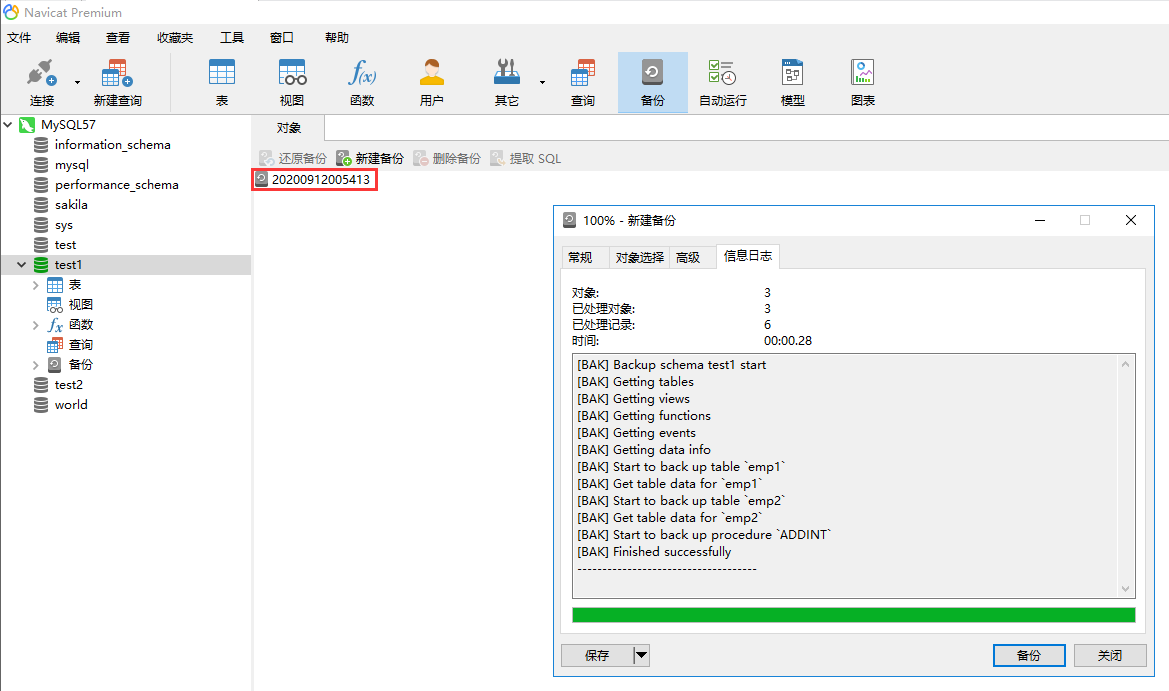 Navicat Premium
文件 编辑 查看 收藏夹 工具 窗口 帮助
连接 新建查询 表 视图 函数 用户 其它 查询 备份 自动运行 模型 图表
MySQL57
information_schema
mysql
performance_schema
sakila
sys
test
test1
表
视图
函数
查询
备份
test2
world
对象
还原备份 新建备份 删除备份 提取 SQL
20200912005413
100% - 新建备份
常规 对象选择 高级 信息日志
对象: 3
已处理对象: 3
已处理记录: 6
时间: 00:00.28
[BAK] Backup schema test1 start
[BAK] Getting tables
[BAK] Getting views
[BAK] Getting functions
[BAK] Getting events
[BAK] Getting data info
[BAK] Start to back up table `emp1`
[BAK] Get table data for `emp1`
[BAK] Start to back up table `emp2`
[BAK] Get table data for `emp2`
[BAK] Start to back up procedure `ADDINT`
[BAK] Finished successfully
------------------------------------
保存 备份 关闭